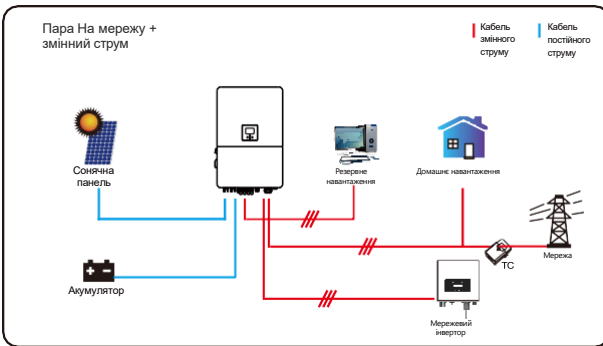 Пара На мережу +
змінний струм
Кабель
змінного
струму
Кабель
постійного
струму
Сонячна
панель
Резервне
навантаження
Домашнє навантаження
Мережа
ТС
Акумулятор
Мережевий
інвертор